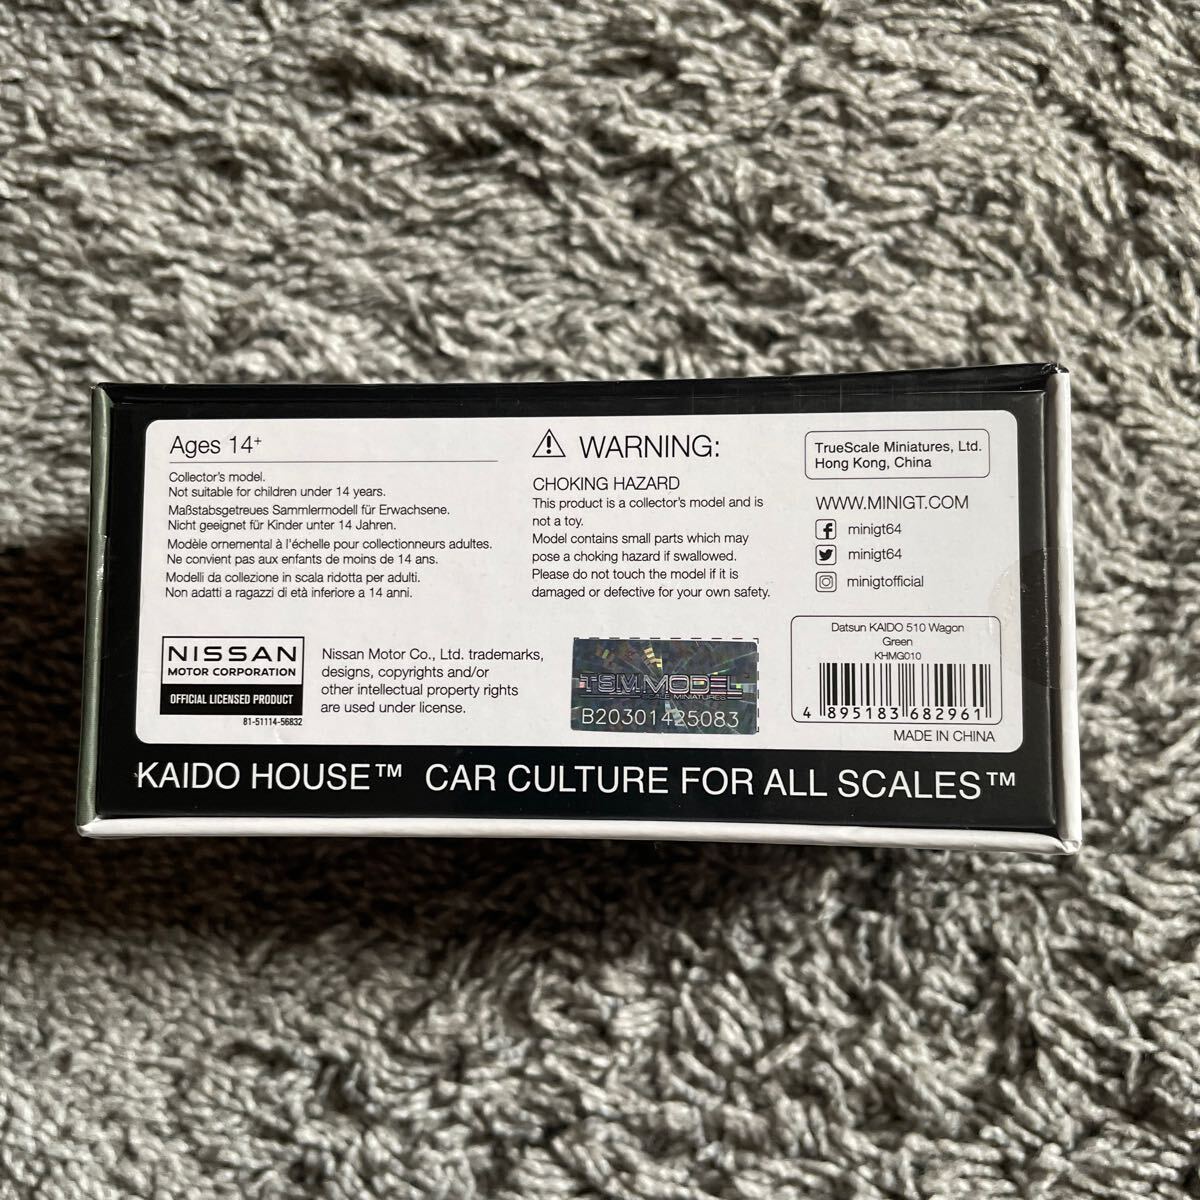 Ages 14+
Collector's model.
Not suitable for children under 14 years.
Maßstabsgetreues Sammlermodell für Erwachsene.
Nicht geeignet für Kinder unter 14 Jahren.
Modèle ornemental à l'échelle pour collectionneurs adultes.
Ne convient pas aux enfants de moins de 14 ans.
Modelli da collezione in scala ridotta per adulti.
Non adatti a ragazzi di età inferiore a 14 anni.
WARNING:
CHOKING HAZARD
This product is a collector's model and is
not a toy.
Model contains small parts which may
pose a choking hazard if swallowed.
Please do not touch the model if it is
damaged or defective for your own safety.
TrueScale Miniatures, Ltd.
Hong Kong, China
WWW.MINIGT.COM
minigt64
minigt64
minigtofficial
NISSAN
MOTOR CORPORATION
OFFICIAL LICENSED PRODUCT
81-51114-56832
Nissan Motor Co., Ltd. trademarks,
designs, copyrights and/or
other intellectual property rights
are used under license.
TSM MODEL
B20301425083
Datsun KAIDO 510 Wagon
Green
KHMG010
4 895183 682961
MADE IN CHINA
KAIDO HOUSE™ CAR CULTURE FOR ALL SCALES™